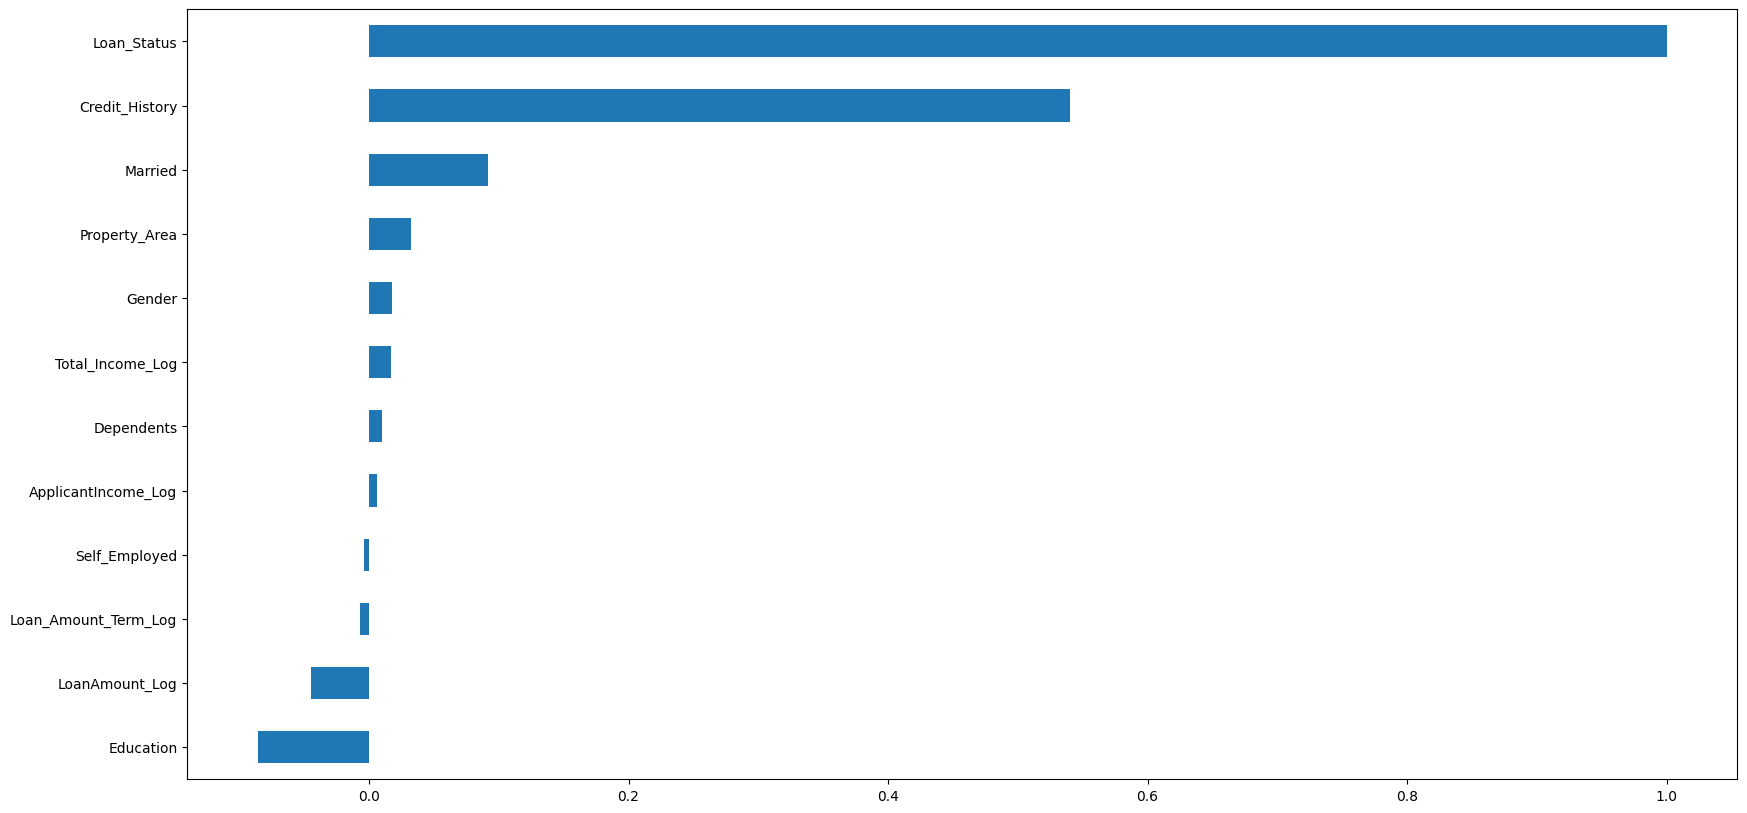 Loan_Status
Credit_History
Married
Property_Area
Gender
Total_Income_Log
Dependents
ApplicantIncome_Log
Self_Employed
Loan_Amount_Term_Log
LoanAmount_Log
Education
0.0 0.2 0.4 0.6 0.8 1.0